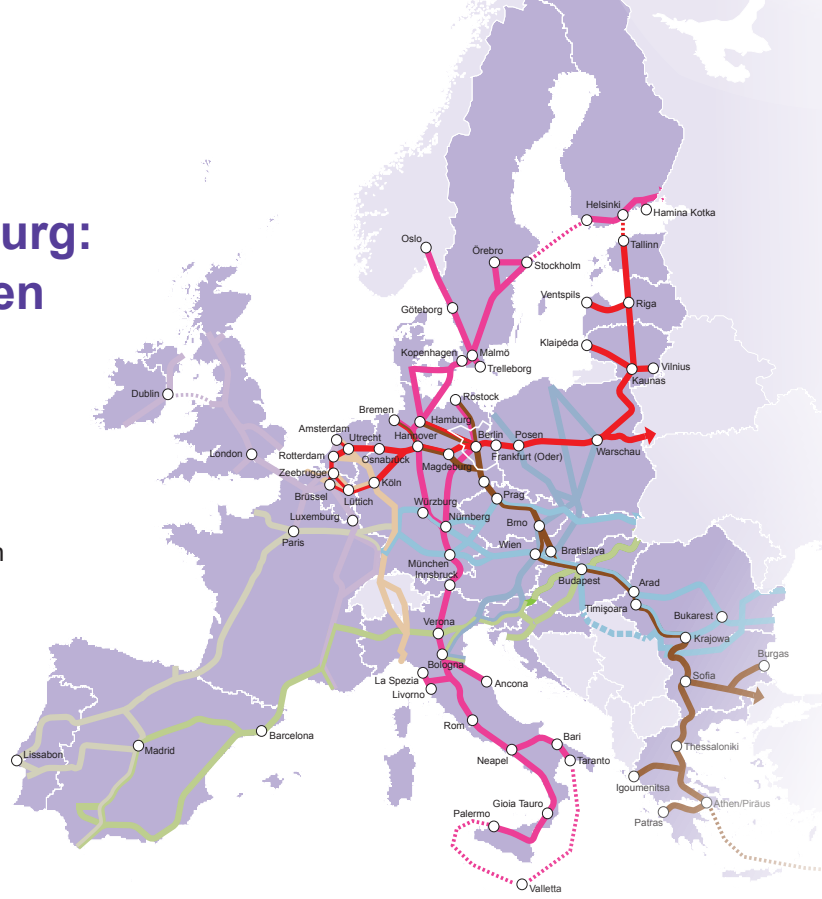 urg:
en
n
Helsinki
Hamina Kotka
Oslo
Tallinn
Örebro
Stockholm
Ventspils
Riga
Göteborg
Klaipėda
Kopenhagen
Malmö
Trelleborg
Vilnius
Kaunas
Dublin
Röstock
Bremen
Hamburg
Amsterdam
Utrecht
Hannover
Berlin
Posen
London
Rotterdam
Osnabrück
Frankfurt (Oder)
Warschau
Magdeburg
Zeebrugge
Köln
Brüssel
Lüttich
Prag
Würzburg
Luxemburg
Nürnberg
Brno
Paris
Wien
Bratislava
München
Innsbruck
Budapest
Arad
Timişoara
Bukarest
Verona
Krajowa
Bologna
Burgas
La Spezia
Sofia
Livorno
Ancona
Rom
Barcelona
Bari
Madrid
Thessaloniki
Lissabon
Neapel
Taranto
Igoumenitsa
Gioia Tauro
Athen/Piräus
Palermo
Patras
Valletta